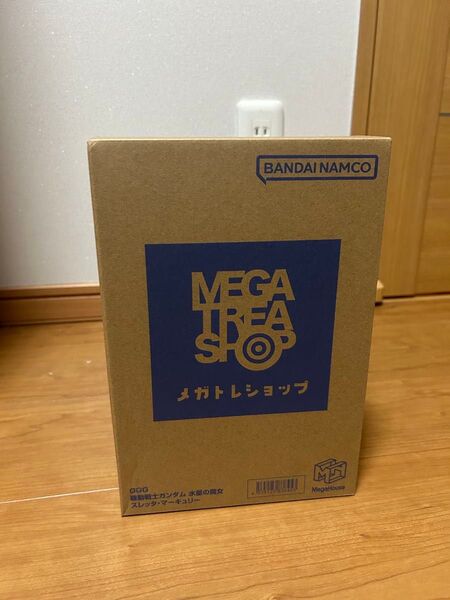 BANDAI NAMCO
MEGA
TREA
SHOP
メガトレショップ
GGG
機動戦士ガンダム 水星の魔女
スレッタ・マーキュリー
MegaHouse